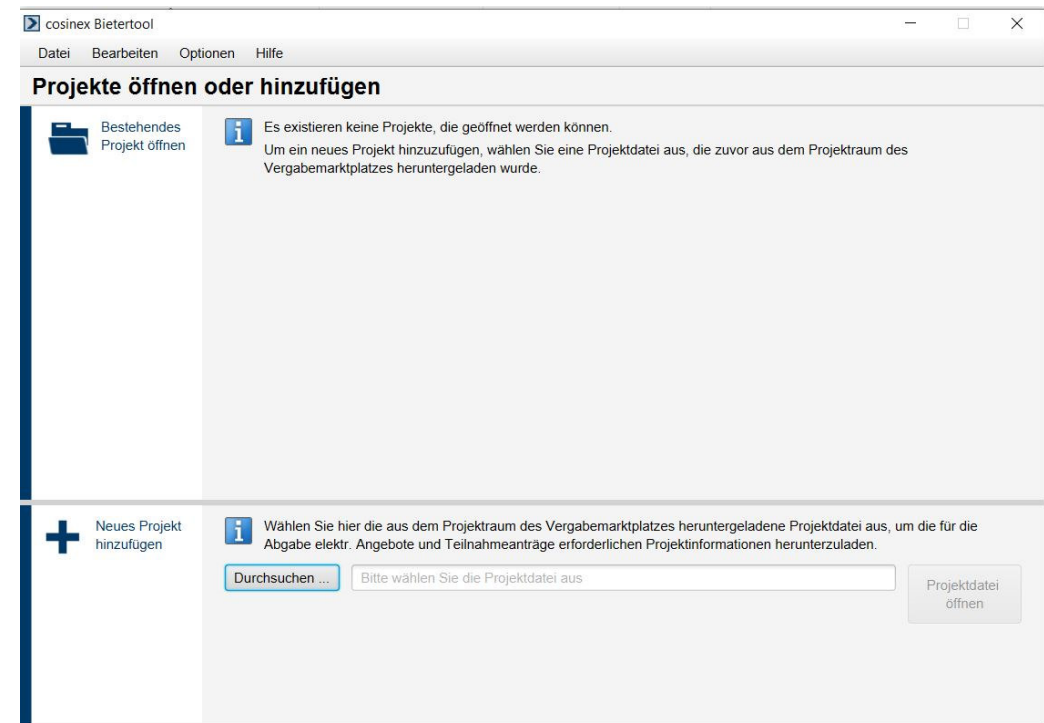 cosinex Bietertool
Datei Bearbeiten Optionen Hilfe
Projekte öffnen oder hinzufügen
Bestehendes
Projekt öffnen
Es existieren keine Projekte, die geöffnet werden können.
Um ein neues Projekt hinzuzufügen, wählen Sie eine Projektdatei aus, die zuvor aus dem Projektraum des
Vergabemarktplatzes heruntergeladen wurde.
Neues Projekt
hinzufügen
Wählen Sie hier die aus dem Projektraum des Vergabemarktplatzes heruntergeladene Projektdatei aus, um die für die
Abgabe elektr. Angebote und Teilnahmeanträge erforderlichen Projektinformationen herunterzuladen.
Durchsuchen ...
Bitte wählen Sie die Projektdatei aus
Projektdatei
öffnen